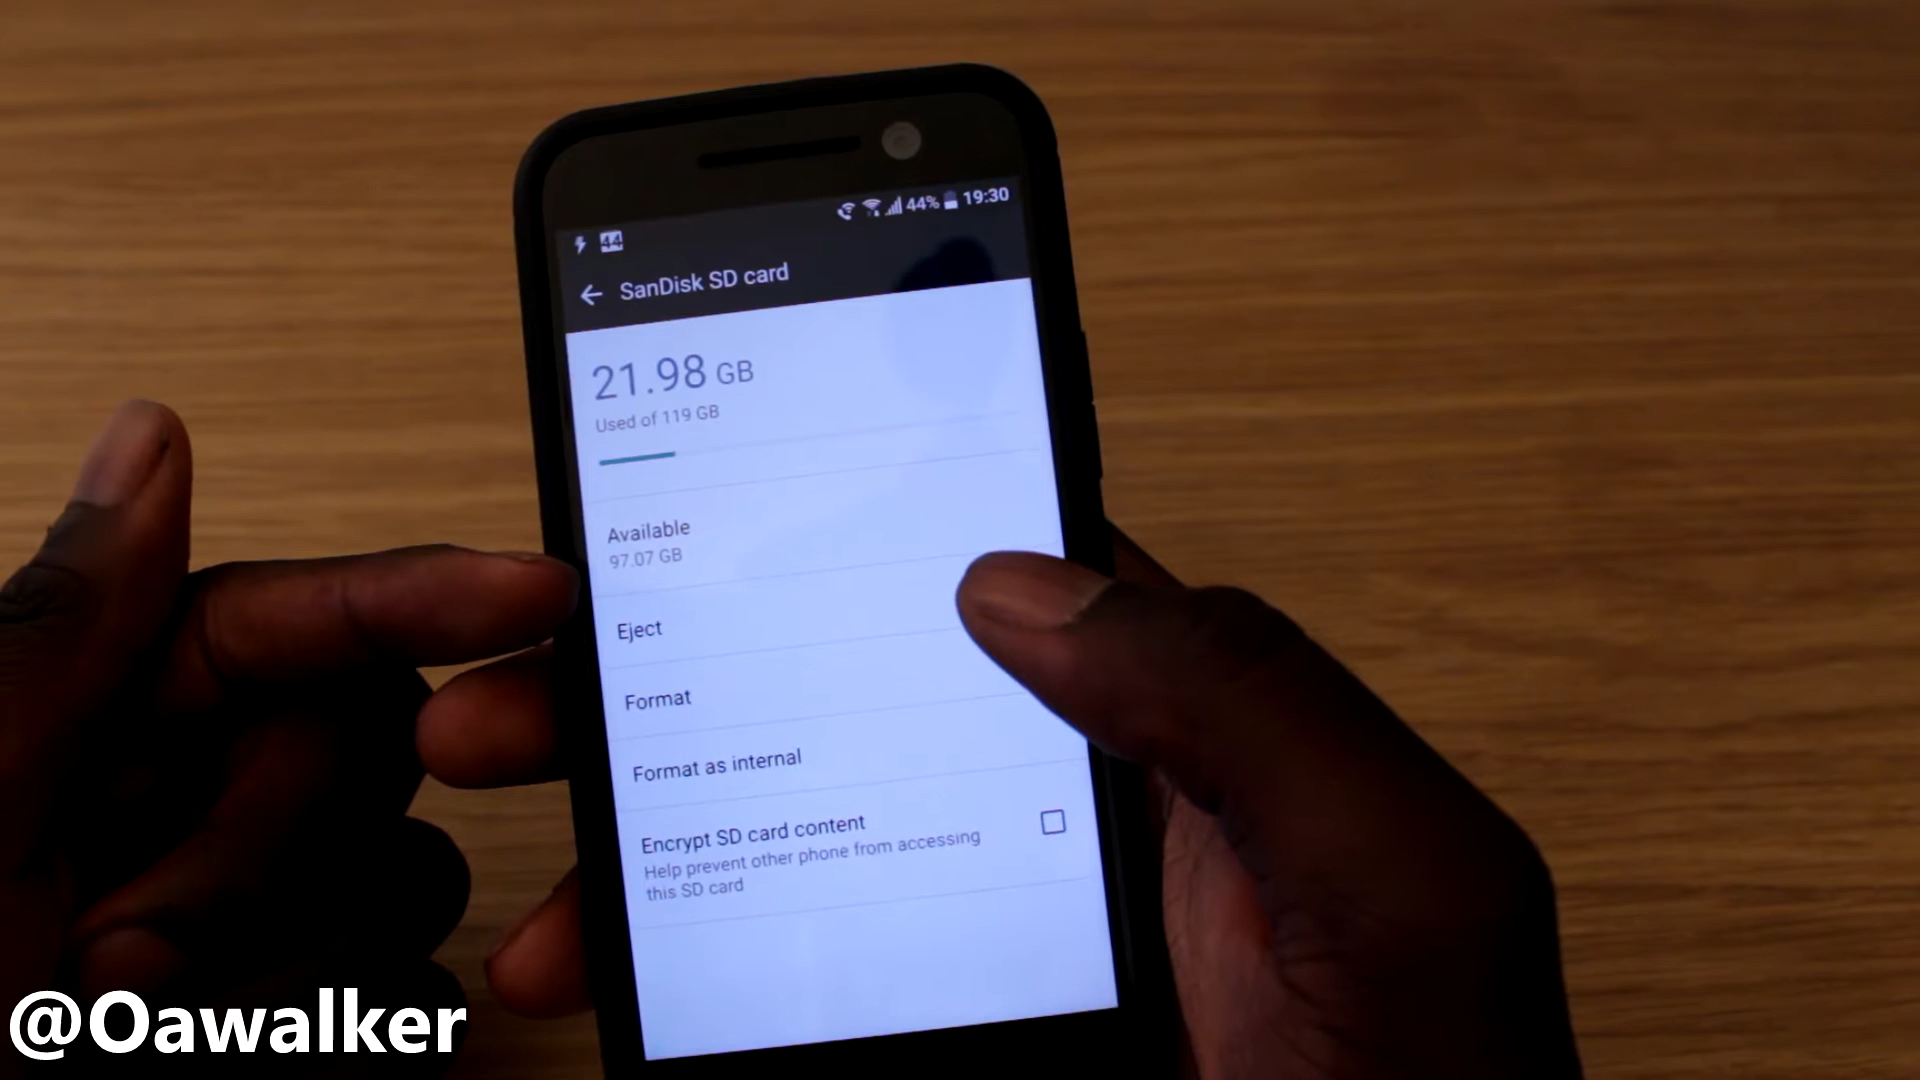 44% 19:30
44
SanDisk SD card
21.98 GB
Used of 119 GB
Available
97.07 GB
Eject
Format
Format as internal
Encrypt SD card content
Help prevent other phone from accessing
this SD card
@Oawalker